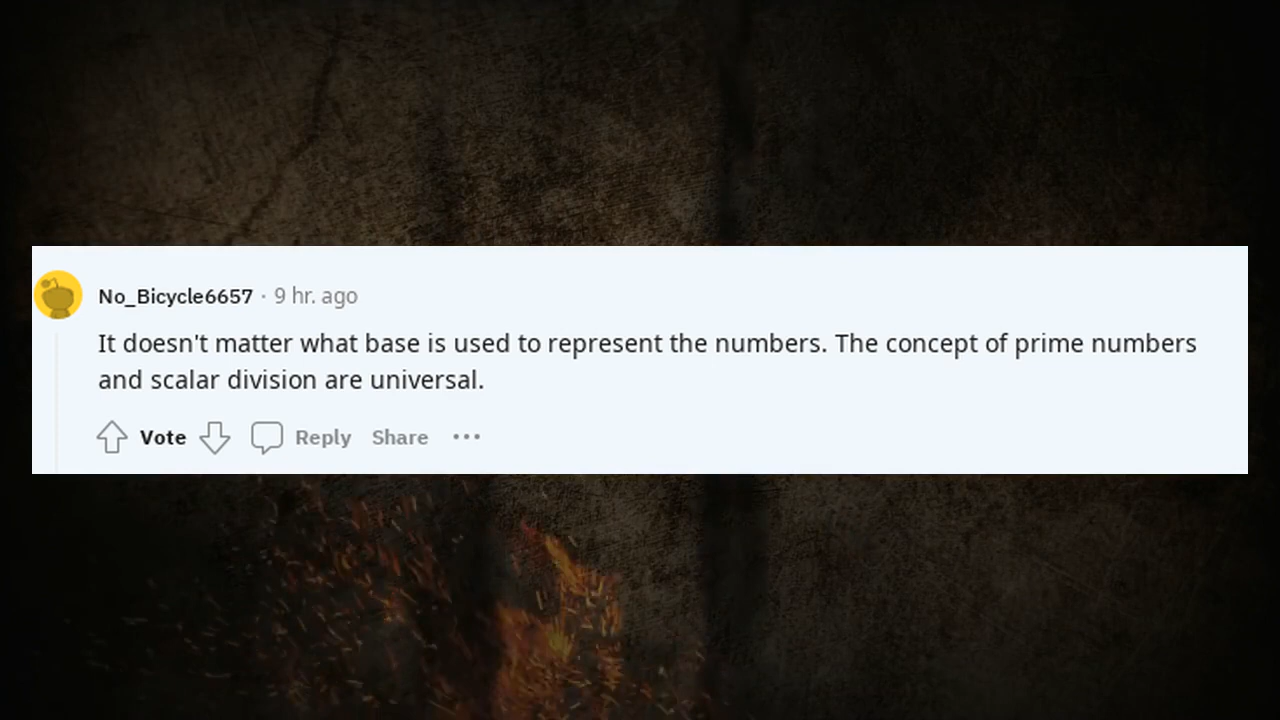 No_Bicycle6657 · 9 hr. ago
It doesn't matter what base is used to represent the numbers. The concept of prime numbers
and scalar division are universal.
Vote Reply Share ···